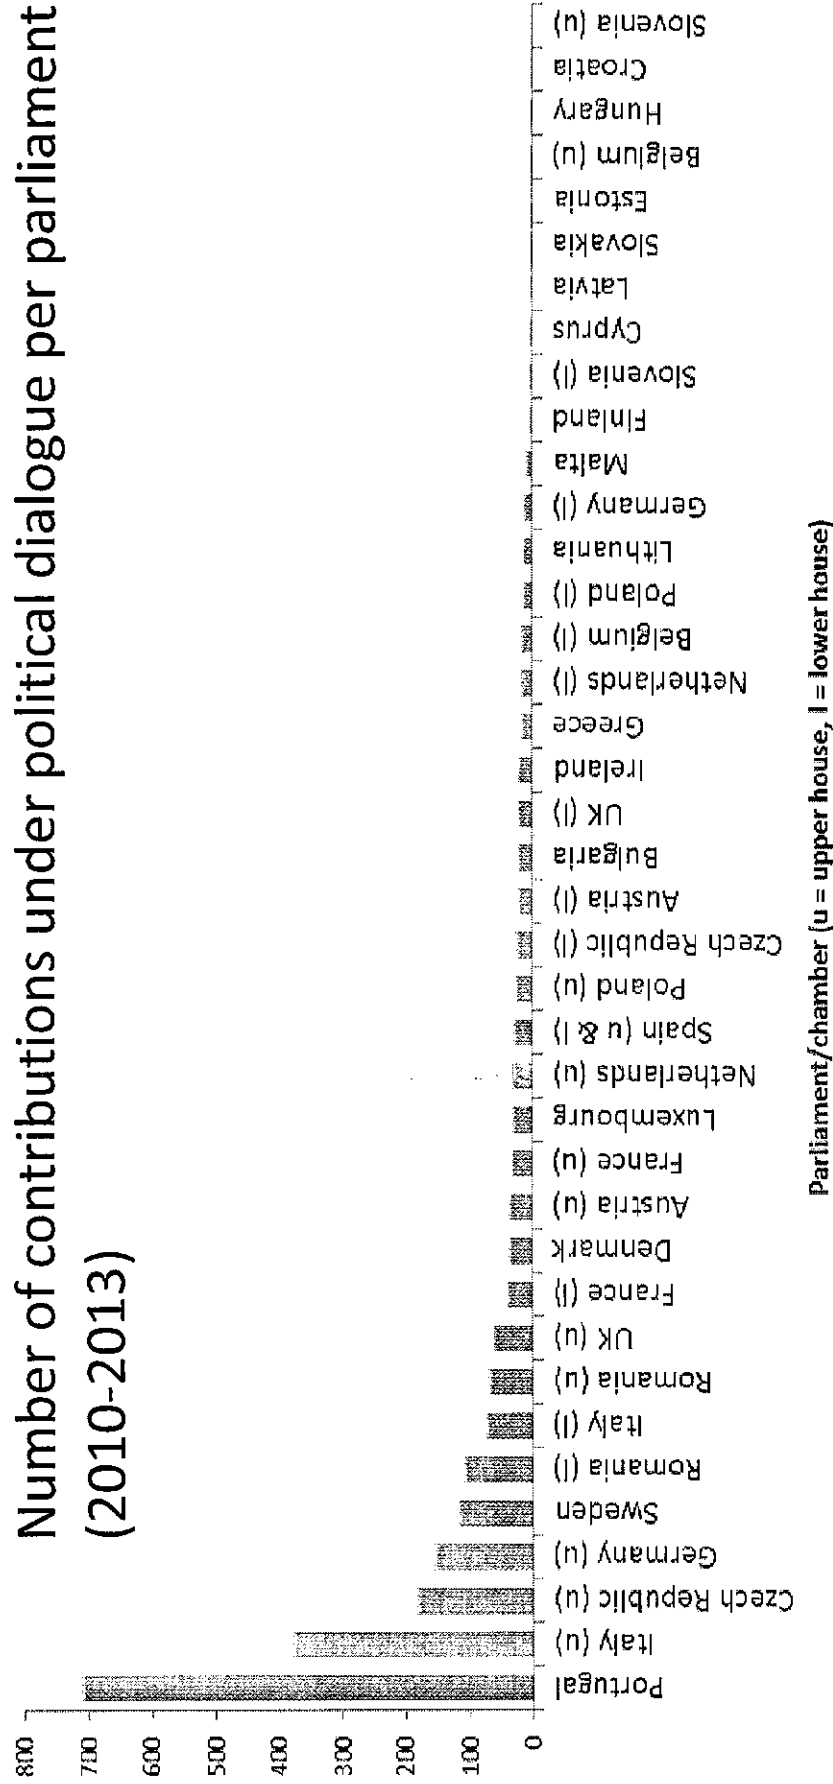 Number of contributions under political dialogue per parliament
(2010-2013)
800
700
600
500
400
300
200
100
0
Portugal
Italy (u)
Czech Republic (u)
Germany (u)
Sweden
Romania (l)
Italy (l)
Romania (u)
UK (u)
France (l)
Denmark
Austria (u)
France (u)
Luxembourg
Netherlands (u)
Spain (u & l)
Poland (u)
Czech Republic (l)
Austria (l)
Bulgaria
UK (l)
Ireland
Greece
Netherlands (l)
Belgium (l)
Poland (l)
Lithuania
Germany (l)
Malta
Finland
Slovenia (l)
Cyprus
Latvia
Slovakia
Estonia
Belgium (u)
Hungary
Croatia
Slovenia (u)
Parliament/chamber (u = upper house, l = lower house)